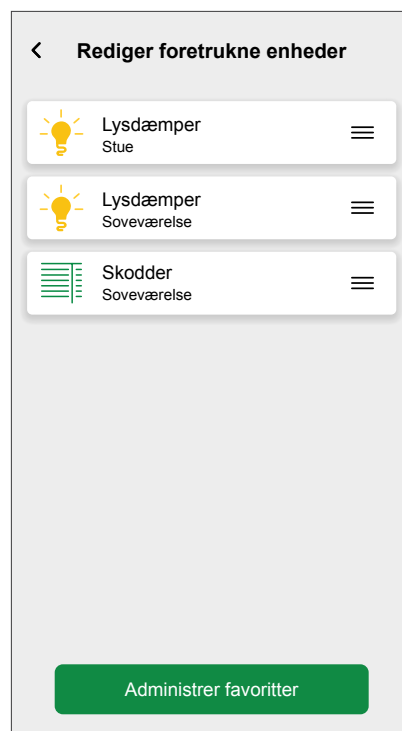 Rediger foretrukne enheder
Lysdæmper
Stue
Lysdæmper
Soveværelse
Skodder
Soveværelse
Administrer favoritter